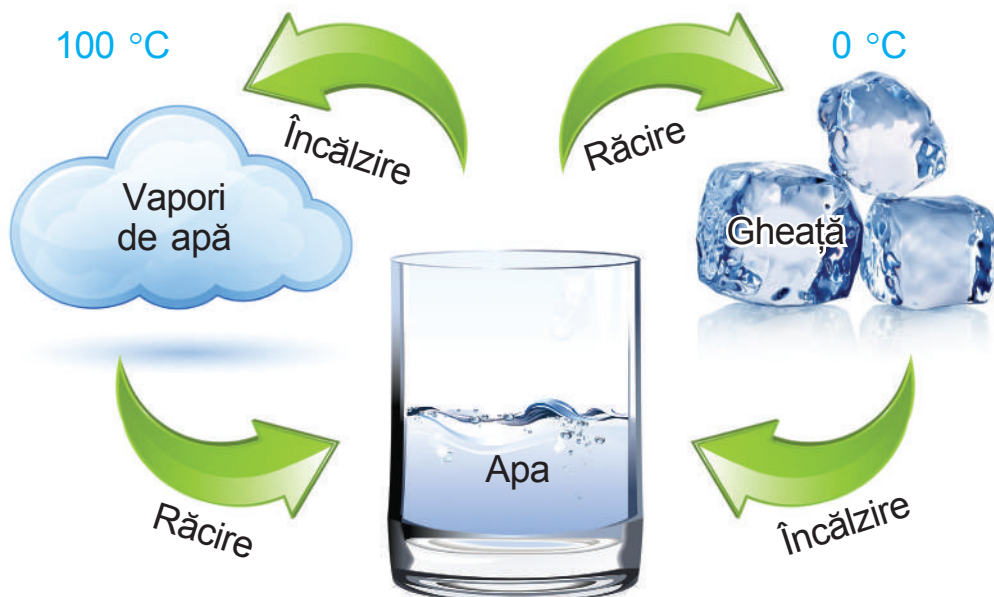 100 °C
0 °C
Încălzire
Răcire
Vapori
de apă
Gheață
Apa
Răcire
Încălzire